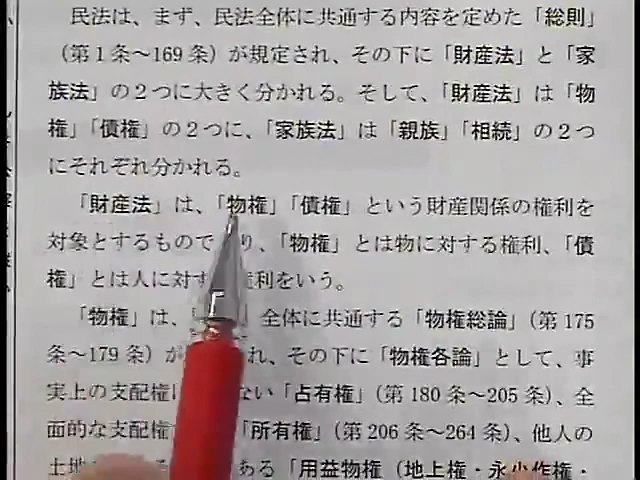 民法は、まず、民法全体に共通する内容を定めた「総則」
（第1条～169条）が規定され、その下に「財産法」と「家
族法」の２つに大きく分かれる。そして、「財産法」は「物
権」「債権」の２つに、「家族法」は「親族」「相続」の２つ
にそれぞれ分かれる。
「財産法」は、「物権」「債権」という財産関係の権利を
対象とするもので り、「物権」とは物に対する権利、「債
権」とは人に対す 権利をいう。
「物権」は、「 」全体に共通する「物権総論」（第175
条～179条）が れ、その下に「物権各論」として、事
実上の支配権 ない「占有権」（第180条～205条）、全
面的な支配権 「所有権」（第206条～264条）、他人の
土地 ある「用益物権（地上権・永小作権・